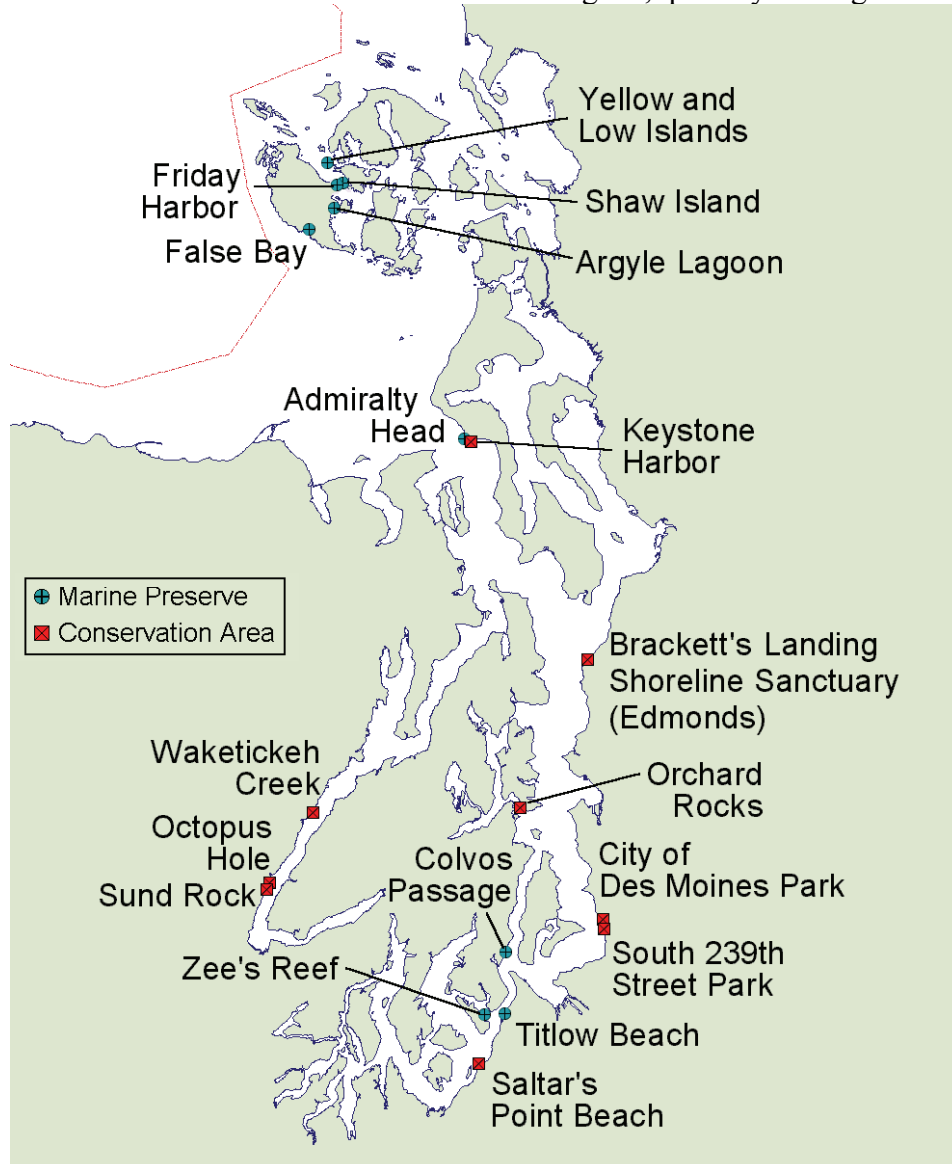 Yellow and
Low Islands
Friday
Harbor
Shaw Island
False Bay
Argyle Lagoon
Admiralty
Head
Keystone
Harbor
Marine Preserve
Conservation Area
Brackett's Landing
Shoreline Sanctuary
(Edmonds)
Waketickeh
Creek
Orchard
Rocks
Octopus
Hole
Sund Rock
Colvos
Passage
City of
Des Moines Park
Zee's Reef
South 239th
Street Park
Titlow Beach
Saltar's
Point Beach